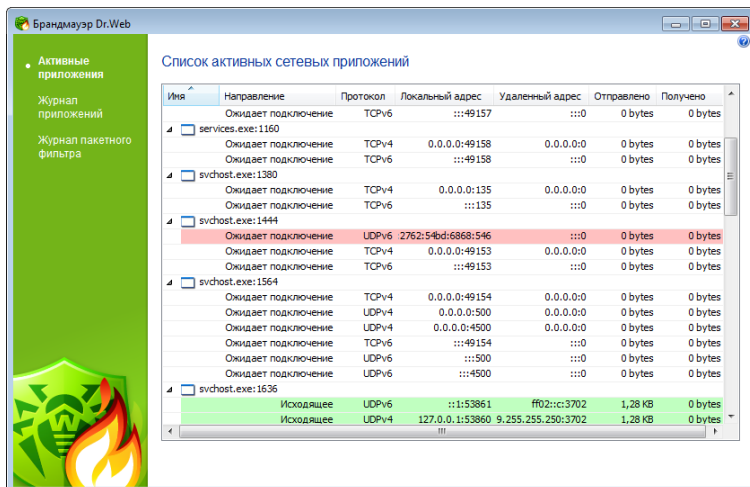 Брандмауэр Dr.Web
Активные приложения
Журнал приложений
Журнал пакетного фильтра
Список активных сетевых приложений
Имя Направление Протокол Локальный адрес Удаленный адрес Отправлено Получено
Ожидает подключение TCPv6 :::49157 :::0 0 bytes 0 bytes
services.exe:1160
Ожидает подключение TCPv4 0.0.0.0:49158 0.0.0.0:0 0 bytes 0 bytes
Ожидает подключение TCPv6 :::49158 :::0 0 bytes 0 bytes
svchost.exe:1380
Ожидает подключение TCPv4 0.0.0.0:135 0.0.0.0:0 0 bytes 0 bytes
Ожидает подключение TCPv6 :::135 :::0 0 bytes 0 bytes
svchost.exe:1444
Ожидает подключение UDPv6 :2762:54bd:6868:546 :::0 0 bytes 0 bytes
Ожидает подключение TCPv4 0.0.0.0:49153 0.0.0.0:0 0 bytes 0 bytes
Ожидает подключение TCPv6 :::49153 :::0 0 bytes 0 bytes
svchost.exe:1564
Ожидает подключение TCPv4 0.0.0.0:49154 0.0.0.0:0 0 bytes 0 bytes
Ожидает подключение UDPv4 0.0.0.0:500 0.0.0.0:0 0 bytes 0 bytes
Ожидает подключение UDPv4 0.0.0.0:4500 0.0.0.0:0 0 bytes 0 bytes
Ожидает подключение TCPv6 :::49154 :::0 0 bytes 0 bytes
Ожидает подключение UDPv6 :::500 :::0 0 bytes 0 bytes
Ожидает подключение UDPv6 :::4500 :::0 0 bytes 0 bytes
svchost.exe:1636
Исходящее UDPv6 ::1:53861 ff02::c:3702 1,28 KB 0 bytes
Исходящее UDPv4 127.0.0.1:53860 9.255.255.250:3702 1,28 KB 0 bytes